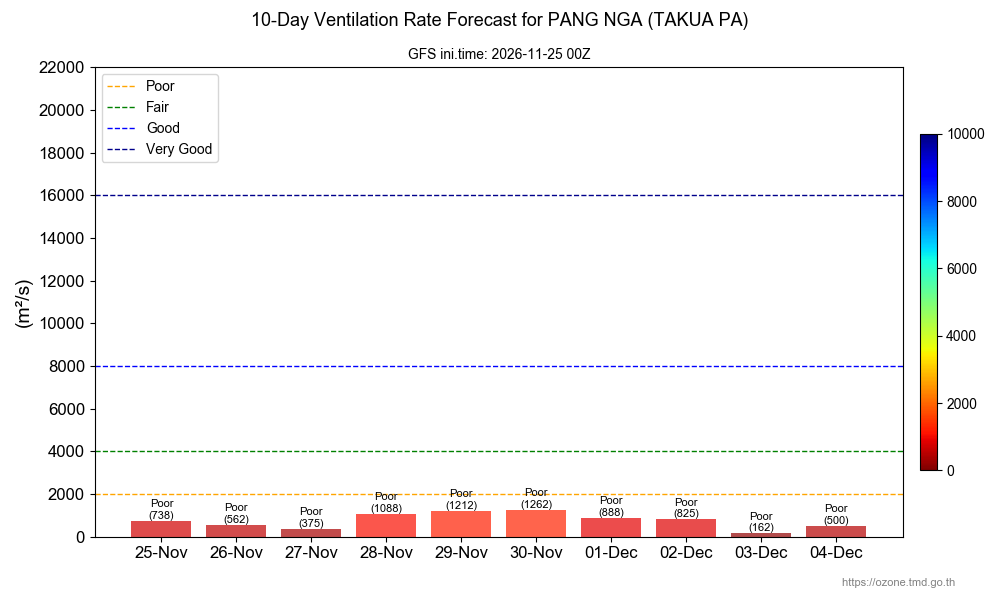 10-Day Ventilation Rate Forecast for PANG NGA (TAKUA PA)
GFS ini.time: 2026-11-25 00Z
(m²/s)
22000
20000
18000
16000
14000
12000
10000
8000
6000
4000
2000
0
Poor
Fair
Good
Very Good
Poor
(738)
Poor
(562)
Poor
(375)
Poor
(1088)
Poor
(1212)
Poor
(1262)
Poor
(888)
Poor
(825)
Poor
(162)
Poor
(500)
25-Nov 26-Nov 27-Nov 28-Nov 29-Nov 30-Nov 01-Dec 02-Dec 03-Dec 04-Dec
10000
8000
6000
4000
2000
0
https://ozone.tmd.go.th